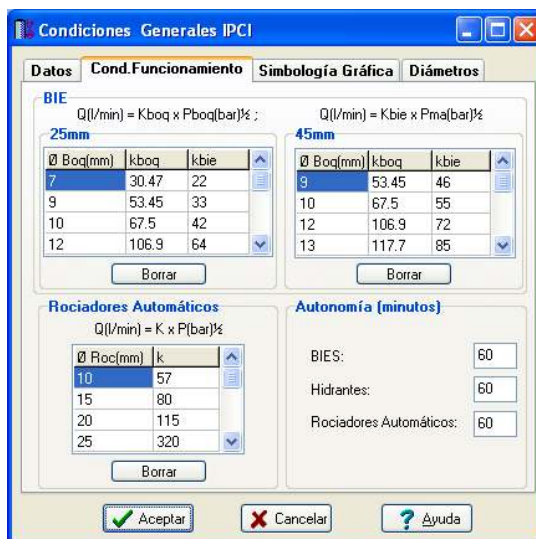 Condiciones Generales IPCI
Datos Cond.Funcionamiento Simbología Gráfica Diámetros
BIE
Q(l/min) = Kboq x Pboq(bar)½ ; Q(l/min) = Kbie x Pma(bar)½
25mm
Ø Boq(mm) kboq kbie
7 30.47 22
9 53.45 33
10 67.5 42
12 106.9 64
Borrar
45mm
Ø Boq(mm) kboq kbie
9 53.45 46
10 67.5 55
12 106.9 72
13 117.7 85
Borrar
Rociadores Automáticos
Q(l/min) = K x P(bar)½
Ø Roc(mm) k
10 57
15 80
20 115
25 320
Borrar
Autonomía (minutos)
BIES: 60
Hidrantes: 60
Rociadores Automáticos: 60
Aceptar Cancelar Ayuda